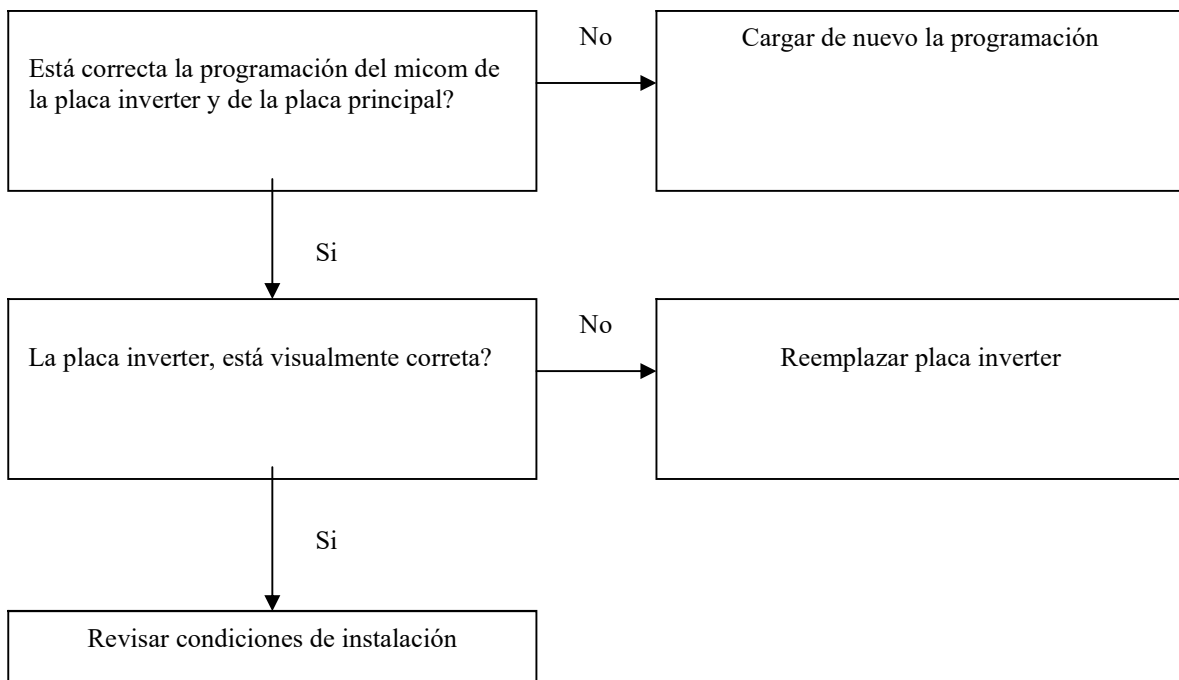 Está correcta la programación del micom de
la placa inverter y de la placa principal?
No
Cargar de nuevo la programación
Si
La placa inverter, está visualmente correta?
No
Reemplazar placa inverter
Si
Revisar condiciones de instalación